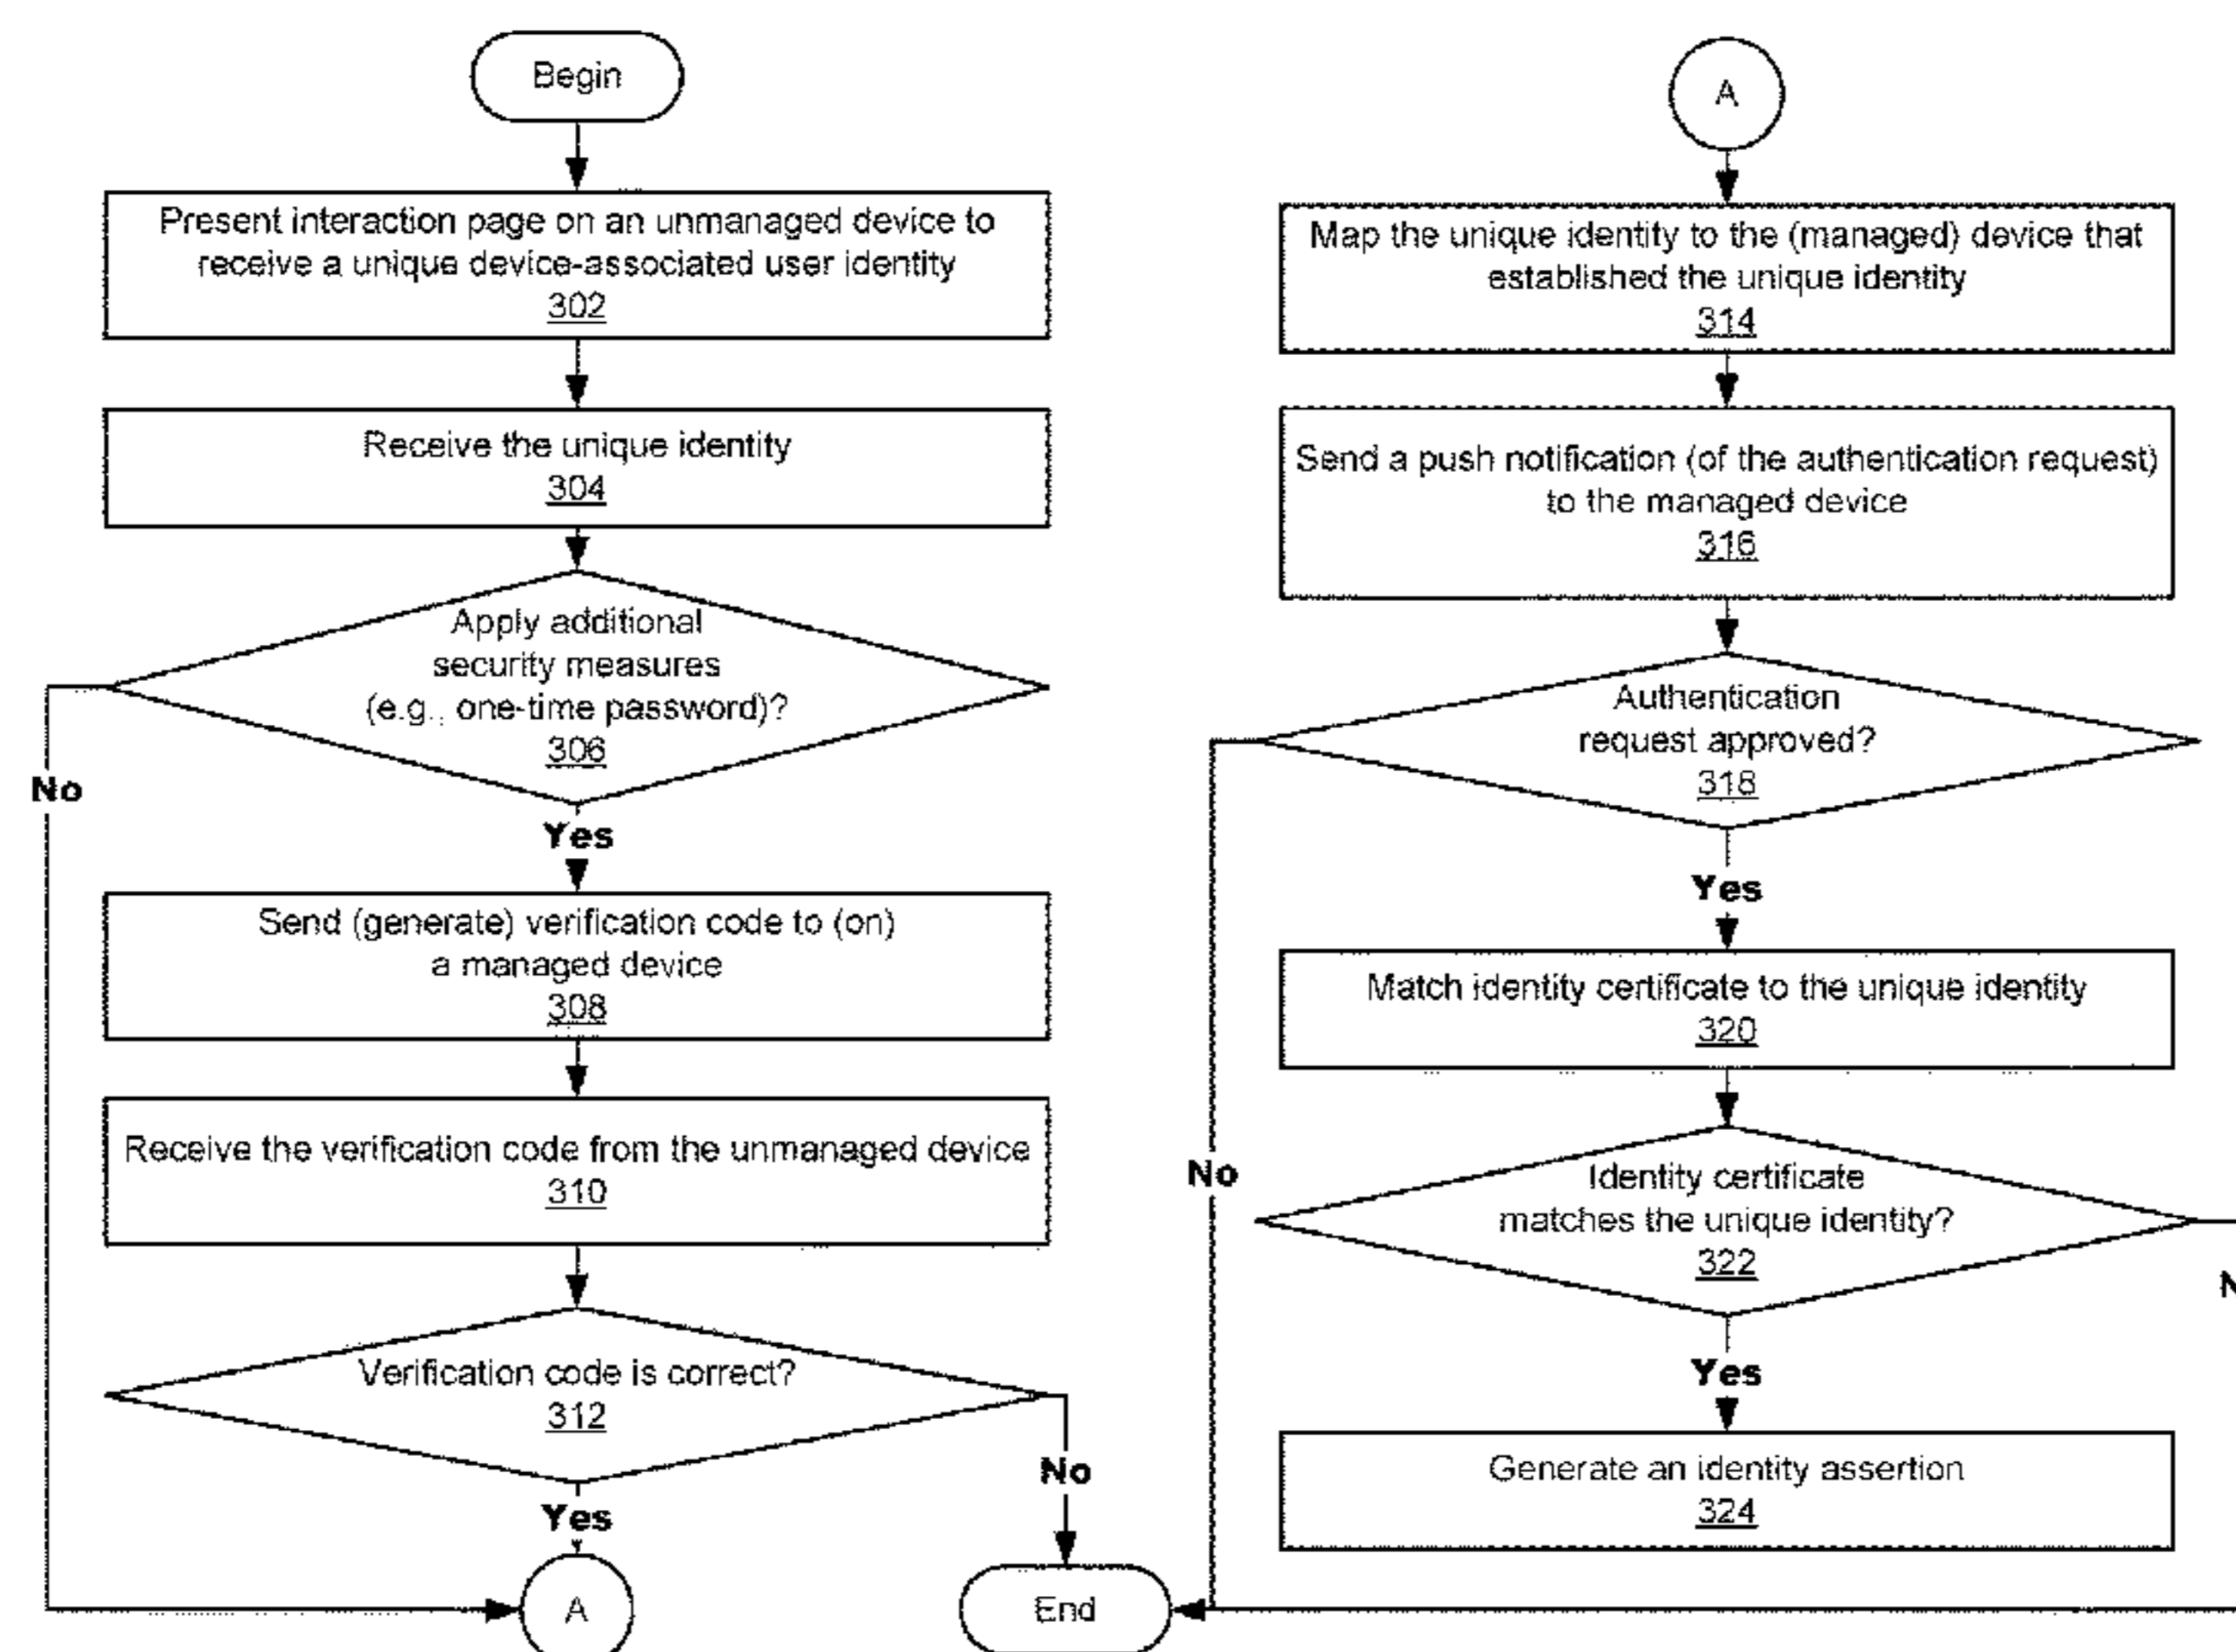 Begin
Present interaction page on an unmanaged device to
receive a unique device-associated user identity
302
Receive the unique identity
304
Apply additional
security measures
(e.g., one-time password)?
306
No
Yes
Send (generate) verification code to (on)
a managed device
308
Receive the verification code from the unmanaged device
310
Verification code is correct?
312
No
Yes
A
End
A
Map the unique identity to the (managed) device that
established the unique identity
314
Send a push notification (of the authentication request)
to the managed device
316
Authentication
request approved?
318
No
Yes
Match identity certificate to the unique identity
320
Identity certificate
matches the unique identity?
322
Yes
Generate an identity assertion
324